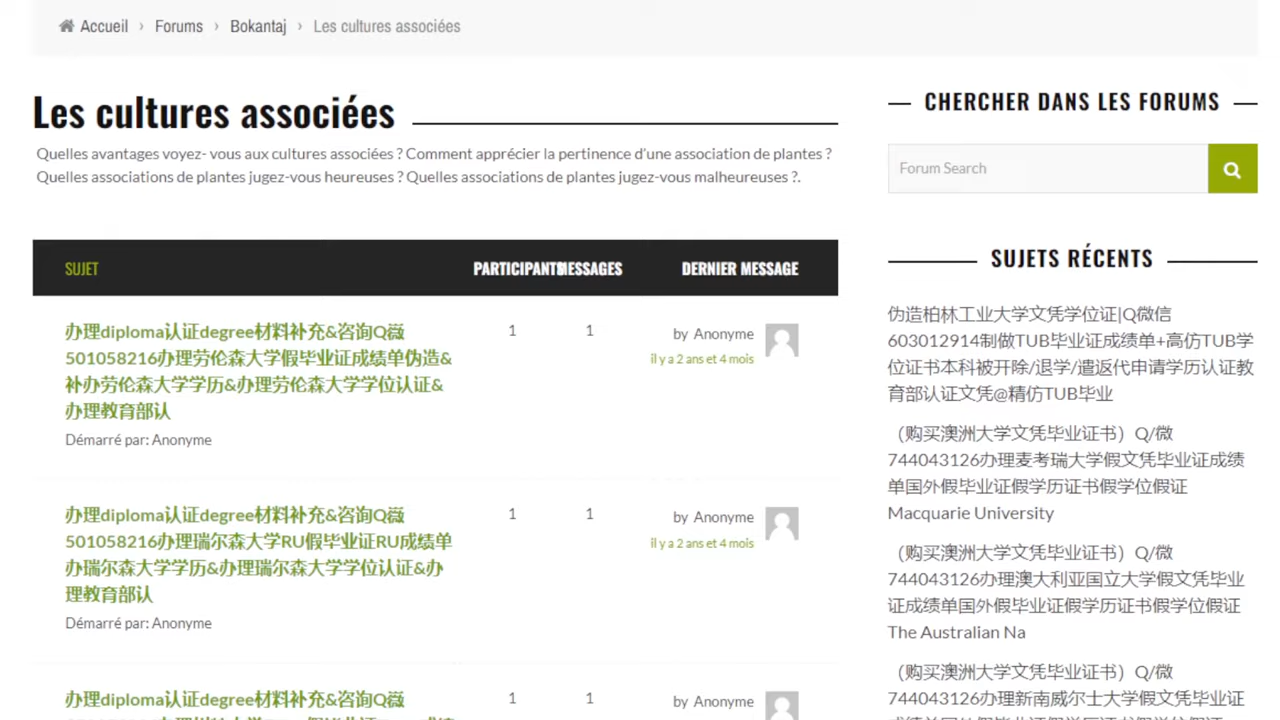 Accueil › Forums › Bokantaj › Les cultures associées
Les cultures associées
Quelles avantages voyez- vous aux cultures associées ? Comment apprécier la pertinence d'une association de plantes ?
Quelles associations de plantes jugez-vous heureuses ? Quelles associations de plantes jugez-vous malheureuses ?.
SUJET PARTICIPANTS MESSAGES DERNIER MESSAGE
办理diploma认证degree材料补充&咨询Q薇 1 1 by Anonyme
501058216办理劳伦森大学假毕业证成绩单伪造& il y a 2 ans et 4 mois
补办劳伦森大学学历&办理劳伦森大学学位认证&
办理教育部认
Démarré par: Anonyme
办理diploma认证degree材料补充&咨询Q薇 1 1 by Anonyme
501058216办理瑞尔森大学RU假毕业证RU成绩单 il y a 2 ans et 4 mois
办瑞尔森大学学历&办理瑞尔森大学学位认证&办
理教育部认
Démarré par: Anonyme
办理diploma认证degree材料补充&咨询Q薇 1 1 by Anonyme
CHERCHER DANS LES FORUMS
Forum Search
SUJETS RÉCENTS
伪造柏林工业大学文凭学位证|Q微信
603012914制做TUB毕业证成绩单+高仿TUB学
位证书本科被开除/退学/遣返代申请学历认证教
育部认证文凭@精仿TUB毕业
（购买澳洲大学文凭毕业证书）Q/微
744043126办理麦考瑞大学假文凭毕业证成绩
单国外假毕业证假学历证书假学位假证
Macquarie University
（购买澳洲大学文凭毕业证书）Q/微
744043126办理澳大利亚国立大学假文凭毕业
证成绩单国外假毕业证假学历证书假学位假证
The Australian Na
（购买澳洲大学文凭毕业证书）Q/微
744043126办理新南威尔士大学假文凭毕业证